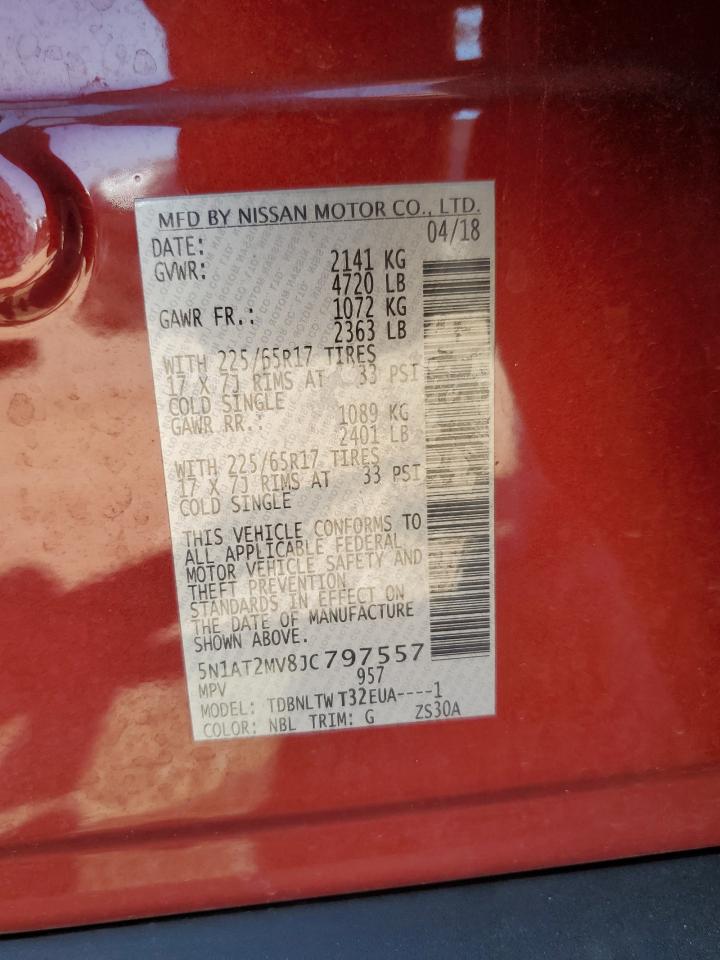 MFD BY NISSAN MOTOR CO., LTD.
DATE: 04/18
GVWR: 2141 KG
4720 LB
GAWR FR.: 1072 KG
2363 LB
WITH 225/65R17 TIRES
17 X 7J RIMS AT 33 PSI
COLD SINGLE
GAWR RR.: 1089 KG
2401 LB
WITH 225/65R17 TIRES
17 X 7J RIMS AT 33 PSI
COLD SINGLE
THIS VEHICLE CONFORMS TO
ALL APPLICABLE FEDERAL
MOTOR VEHICLE SAFETY AND
THEFT PREVENTION
STANDARDS IN EFFECT ON
THE DATE OF MANUFACTURE
SHOWN ABOVE.
5N1AT2MV8JC797557
MPV 957
MODEL: TDBNLTW T32EUA----1
COLOR: NBL TRIM: G ZS30A